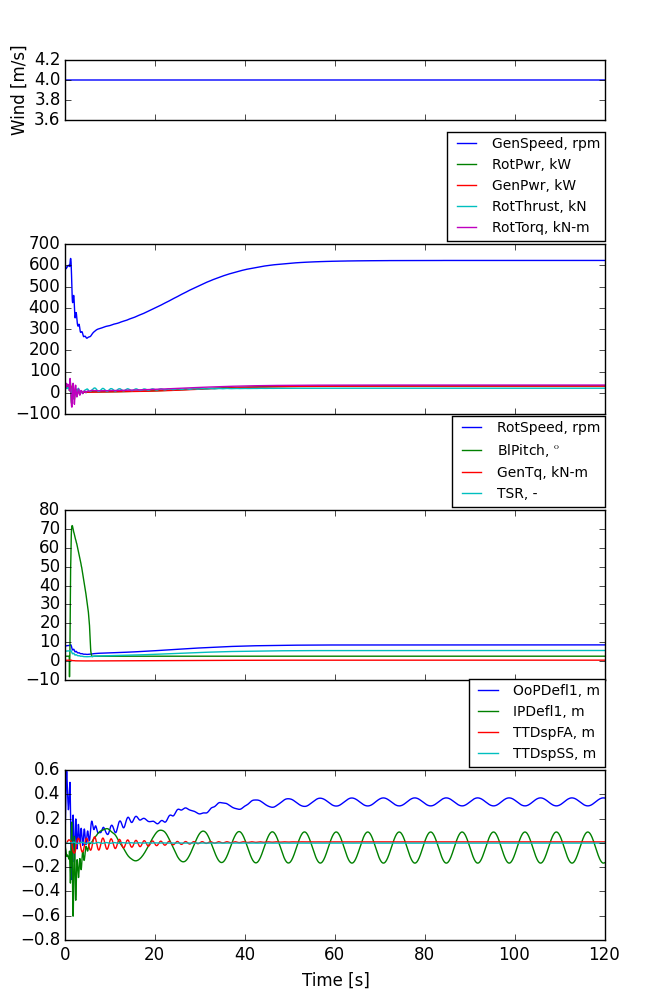 Wind [m/s]
4.2
4.0
3.8
3.6
GenSpeed, rpm
RotPwr, kW
GenPwr, kW
RotThrust, kN
RotTorq, kN-m
700
600
500
400
300
200
100
0
−100
RotSpeed, rpm
BlPitch, °
GenTq, kN-m
TSR, -
80
70
60
50
40
30
20
10
0
−10
OoPDefl1, m
IPDefl1, m
TTDspFA, m
TTDspSS, m
0.6
0.4
0.2
0.0
−0.2
−0.4
−0.6
−0.8
0 20 40 60 80 100 120
Time [s]